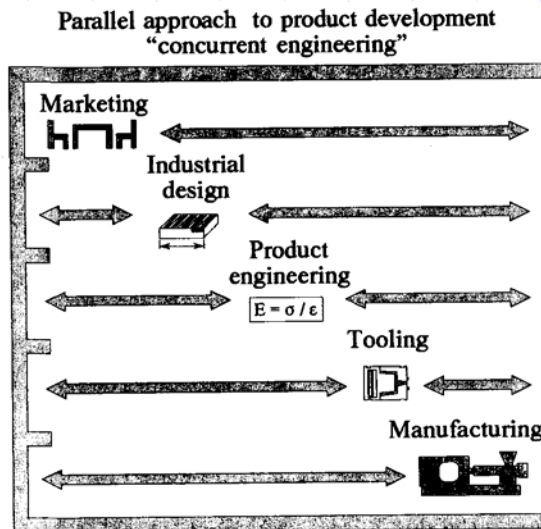 Parallel approach to product development
“concurrent engineering”
Marketing
Industrial
design
Product
engineering
E = σ / ε
Tooling
Manufacturing